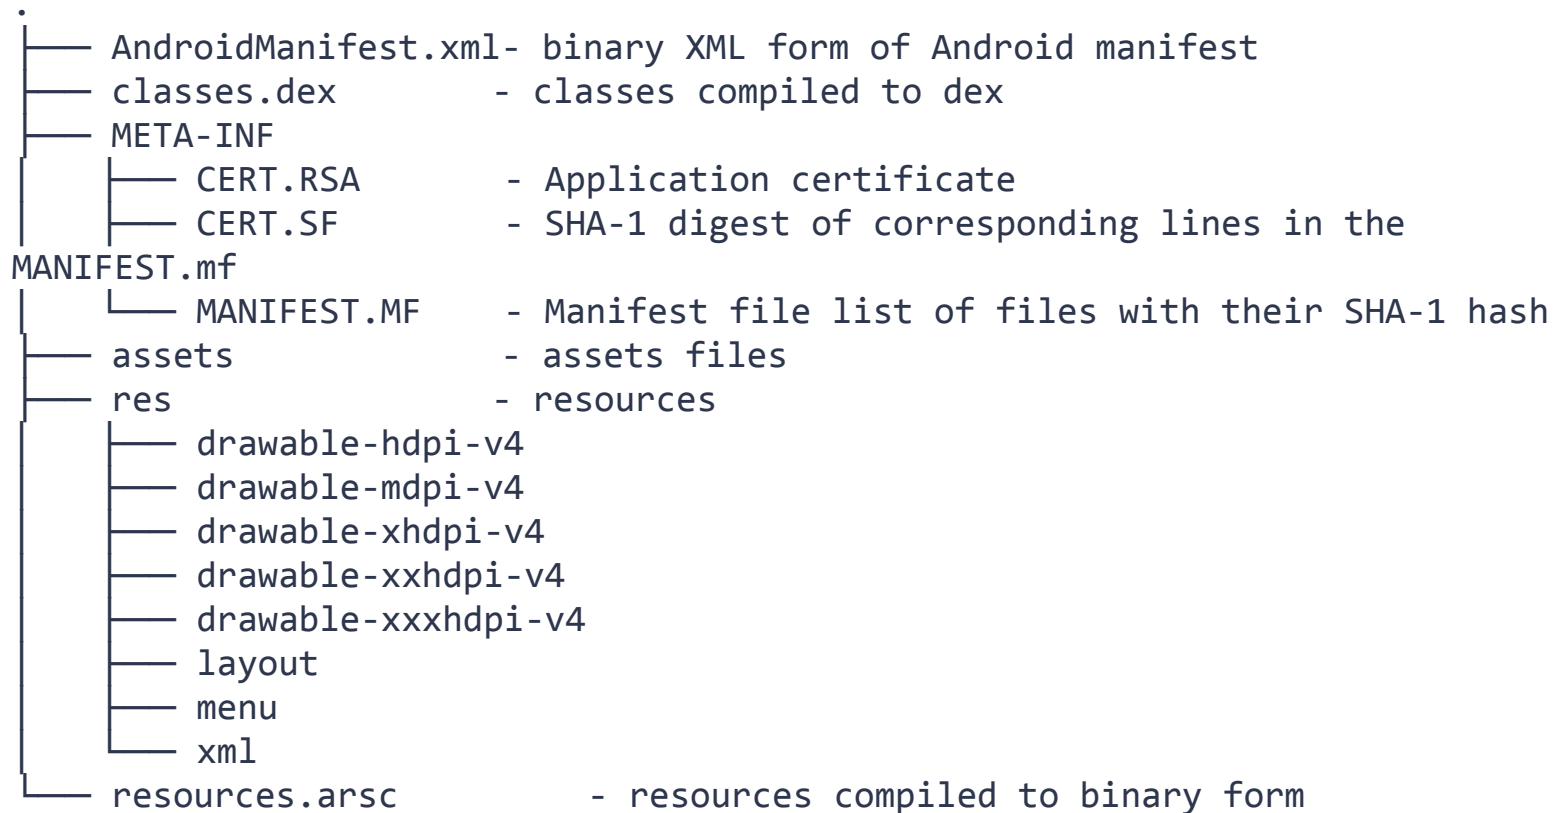 .
├── AndroidManifest.xml- binary XML form of Android manifest
├── classes.dex       - classes compiled to dex
├── META-INF
│   ├── CERT.RSA       - Application certificate
│   ├── CERT.SF        - SHA-1 digest of corresponding lines in the
MANIFEST.mf
│   └── MANIFEST.MF    - Manifest file list of files with their SHA-1 hash
├── assets             - assets files
├── res                - resources
│   ├── drawable-hdpi-v4
│   ├── drawable-mdpi-v4
│   ├── drawable-xhdpi-v4
│   ├── drawable-xxhdpi-v4
│   ├── drawable-xxxhdpi-v4
│   ├── layout
│   ├── menu
│   └── xml
└── resources.arsc         - resources compiled to binary form